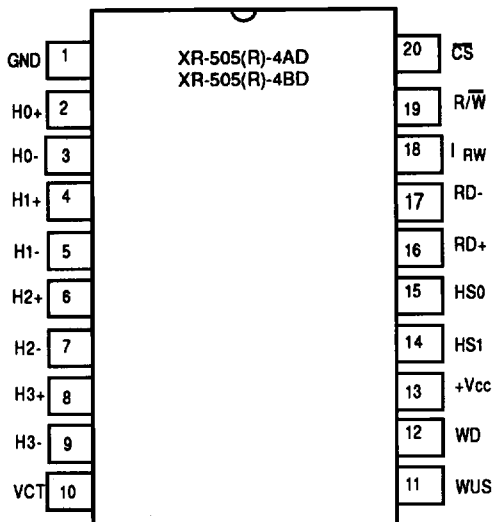 XR-505(R)-4AD
XR-505(R)-4BD
GND 1
H0+ 2
H0- 3
H1+ 4
H1- 5
H2+ 6
H2- 7
H3+ 8
H3- 9
VCT 10
20 C̅S̅
19 R/W̅
18 I RW
17 RD-
16 RD+
15 HS0
14 HS1
13 +Vcc
12 WD
11 WUS